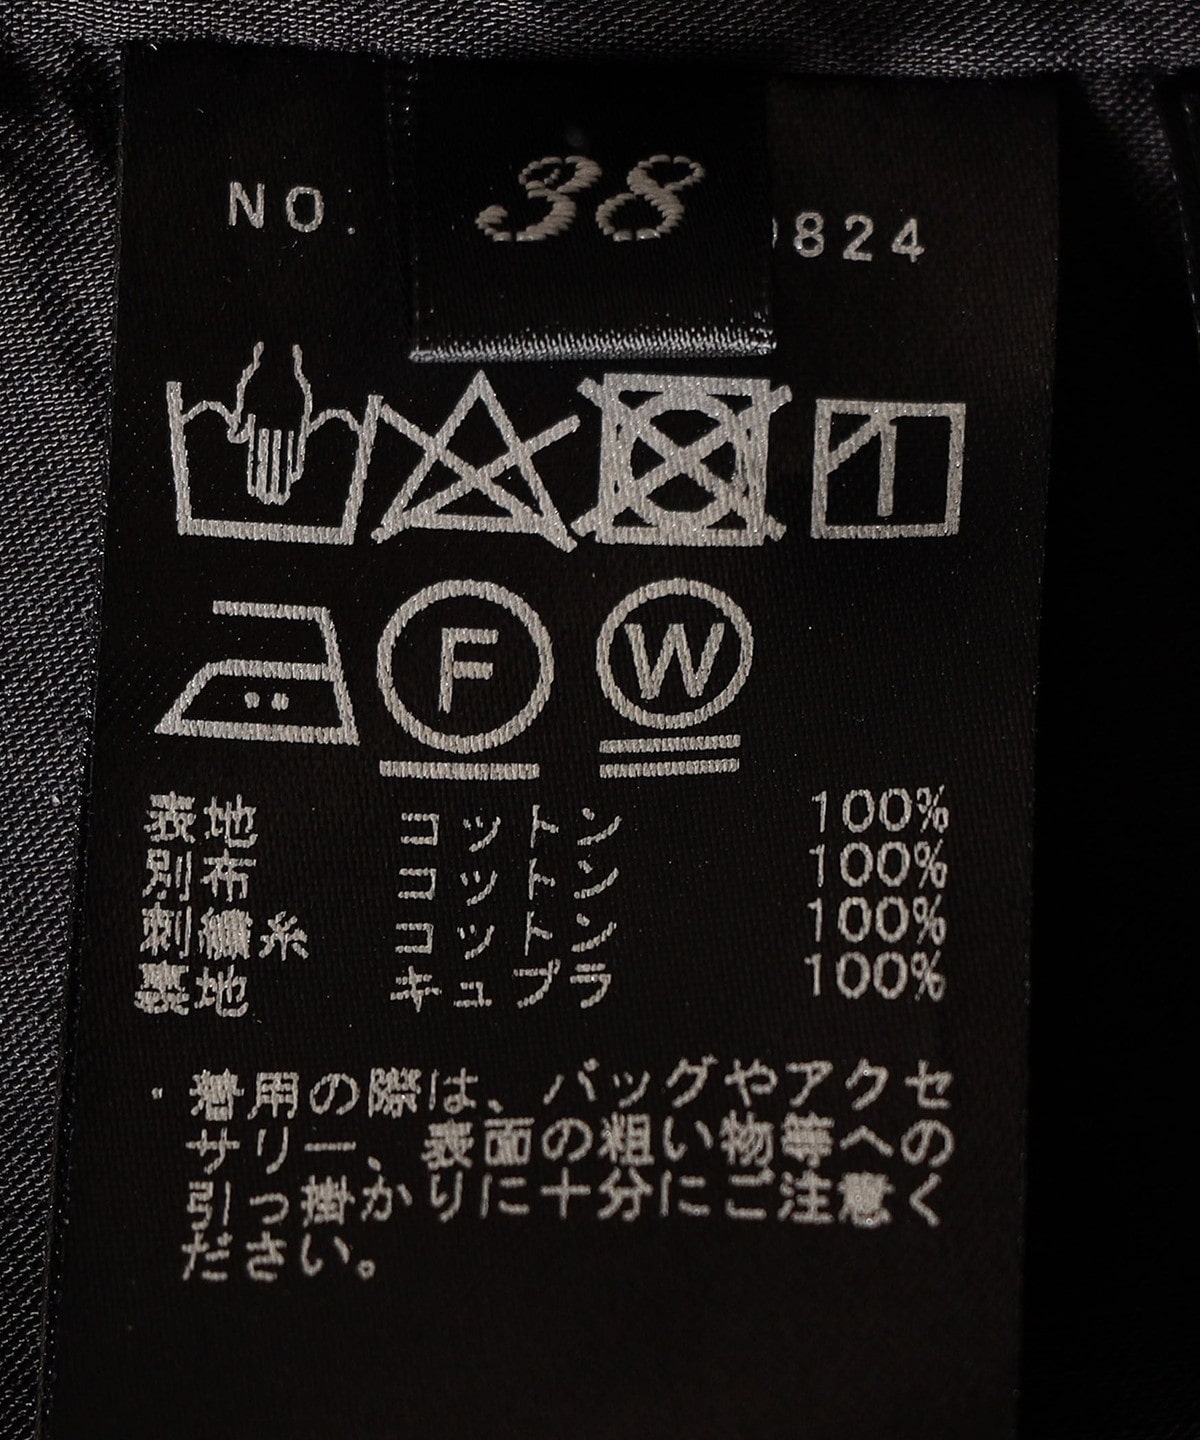 NO.
38
824
F
W
表地 コットン 100%
別布 コットン 100%
刺繍糸 コットン 100%
裏地 キュプラ 100%
・着用の際は、バッグやアクセ
サリー、表面の粗い物等への
引っ掛かりに十分にご注意く
ださい。